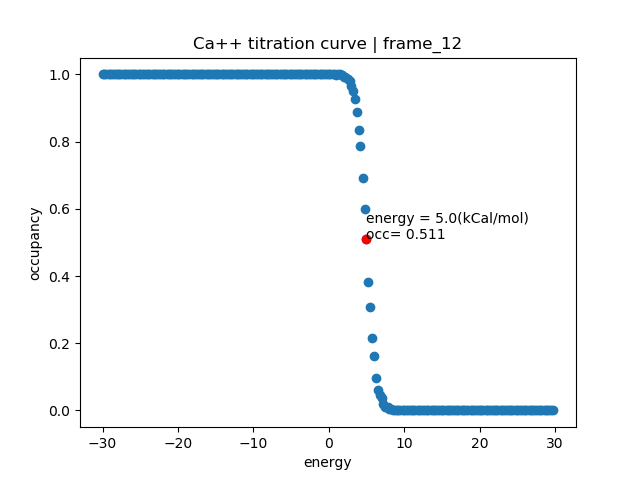 Ca++ titration curve | frame_12
1.0
0.8
0.6
0.4
0.2
0.0
occupancy
energy = 5.0(kCal/mol)
occ= 0.511
−30
−20
−10
0
10
20
30
energy